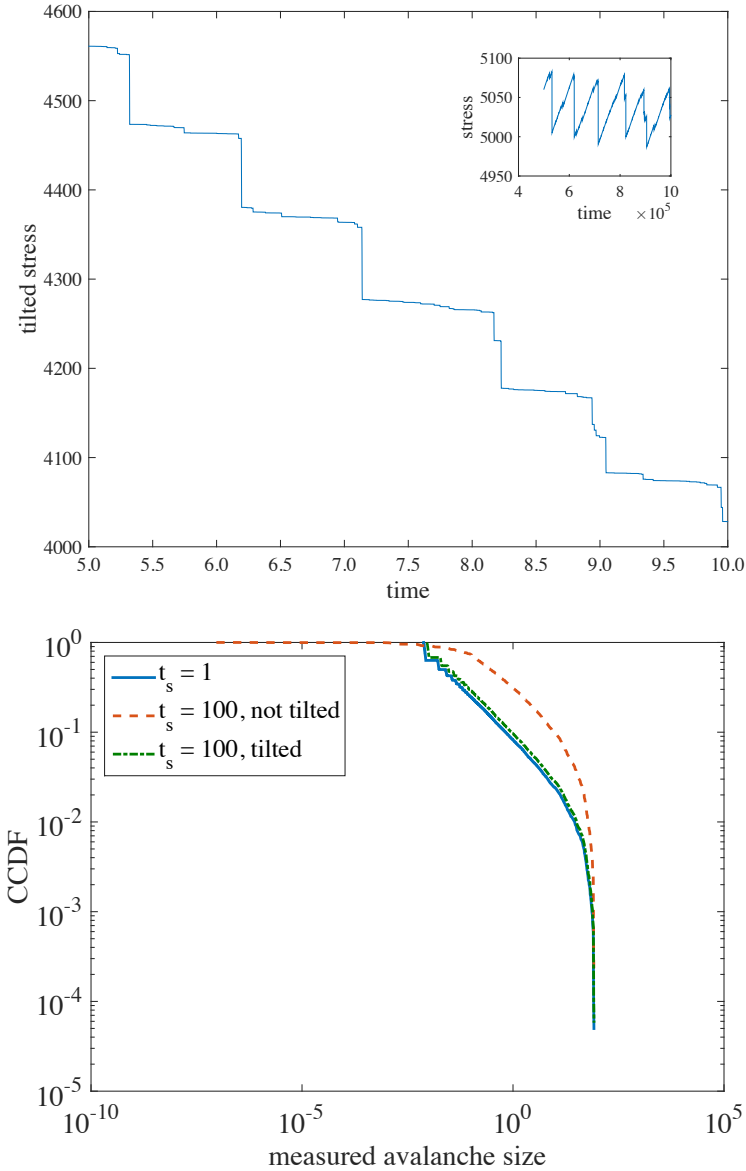 4600
4500
4400
4300
4200
4100
4000
tilted stress
5.0 5.5 6.0 6.5 7.0 7.5 8.0 8.5 9.0 9.5 10.0
time
5100
5050
5000
4950
stress
4 6 8 10
time ×10^5
10^0
10^-1
10^-2
10^-3
10^-4
10^-5
CCDF
t_s = 1
t_s = 100, not tilted
t_s = 100, tilted
10^-10 10^-5 10^0 10^5
measured avalanche size